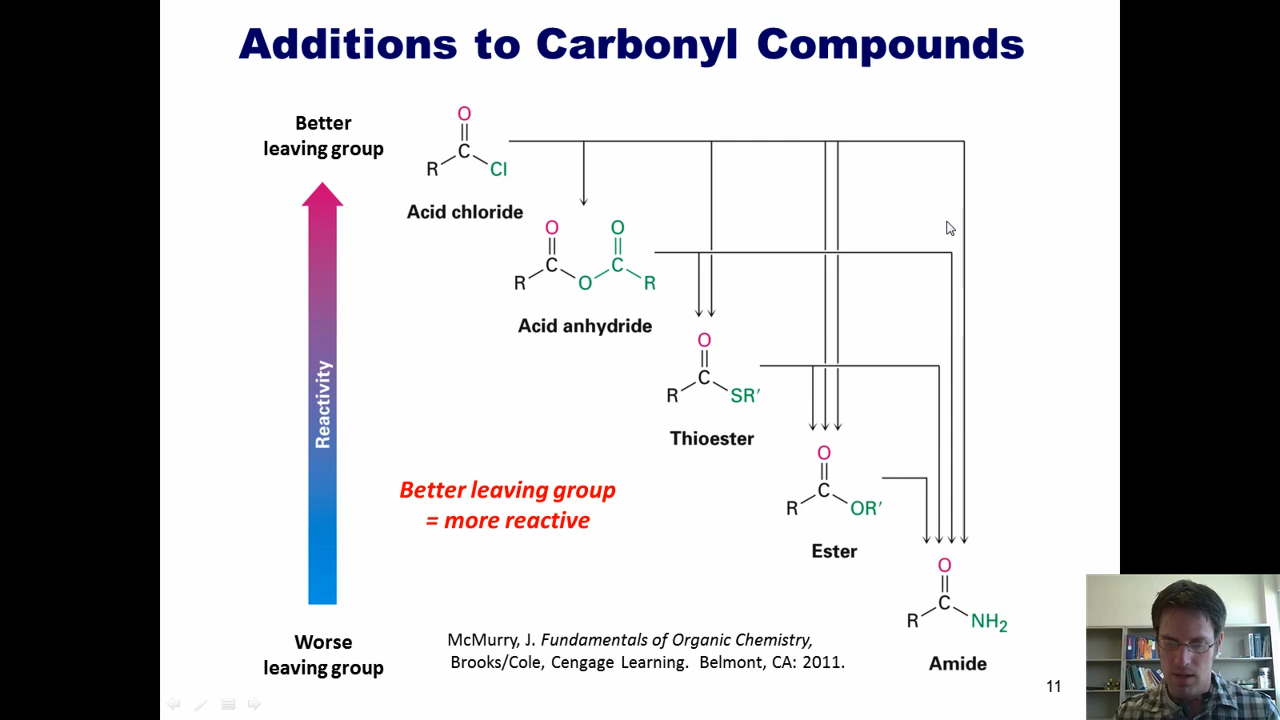 Additions to Carbonyl Compounds
Better
leaving group
O
C
R
Cl
Acid chloride
O
O
C
C
R
O
R
Acid anhydride
O
C
R
SR′
Thioester
Reactivity
Better leaving group
= more reactive
O
C
R
OR′
Ester
O
C
R
NH₂
Amide
Worse
leaving group
McMurry, J. Fundamentals of Organic Chemistry,
Brooks/Cole, Cengage Learning. Belmont, CA: 2011.
11